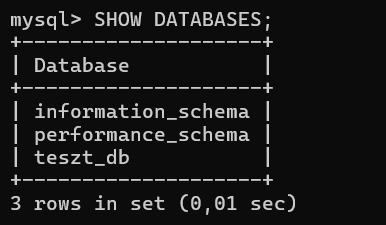 mysql> SHOW DATABASES;
+--------------------+
| Database           |
+--------------------+
| information_schema |
| performance_schema |
| teszt_db           |
+--------------------+
3 rows in set (0,01 sec)